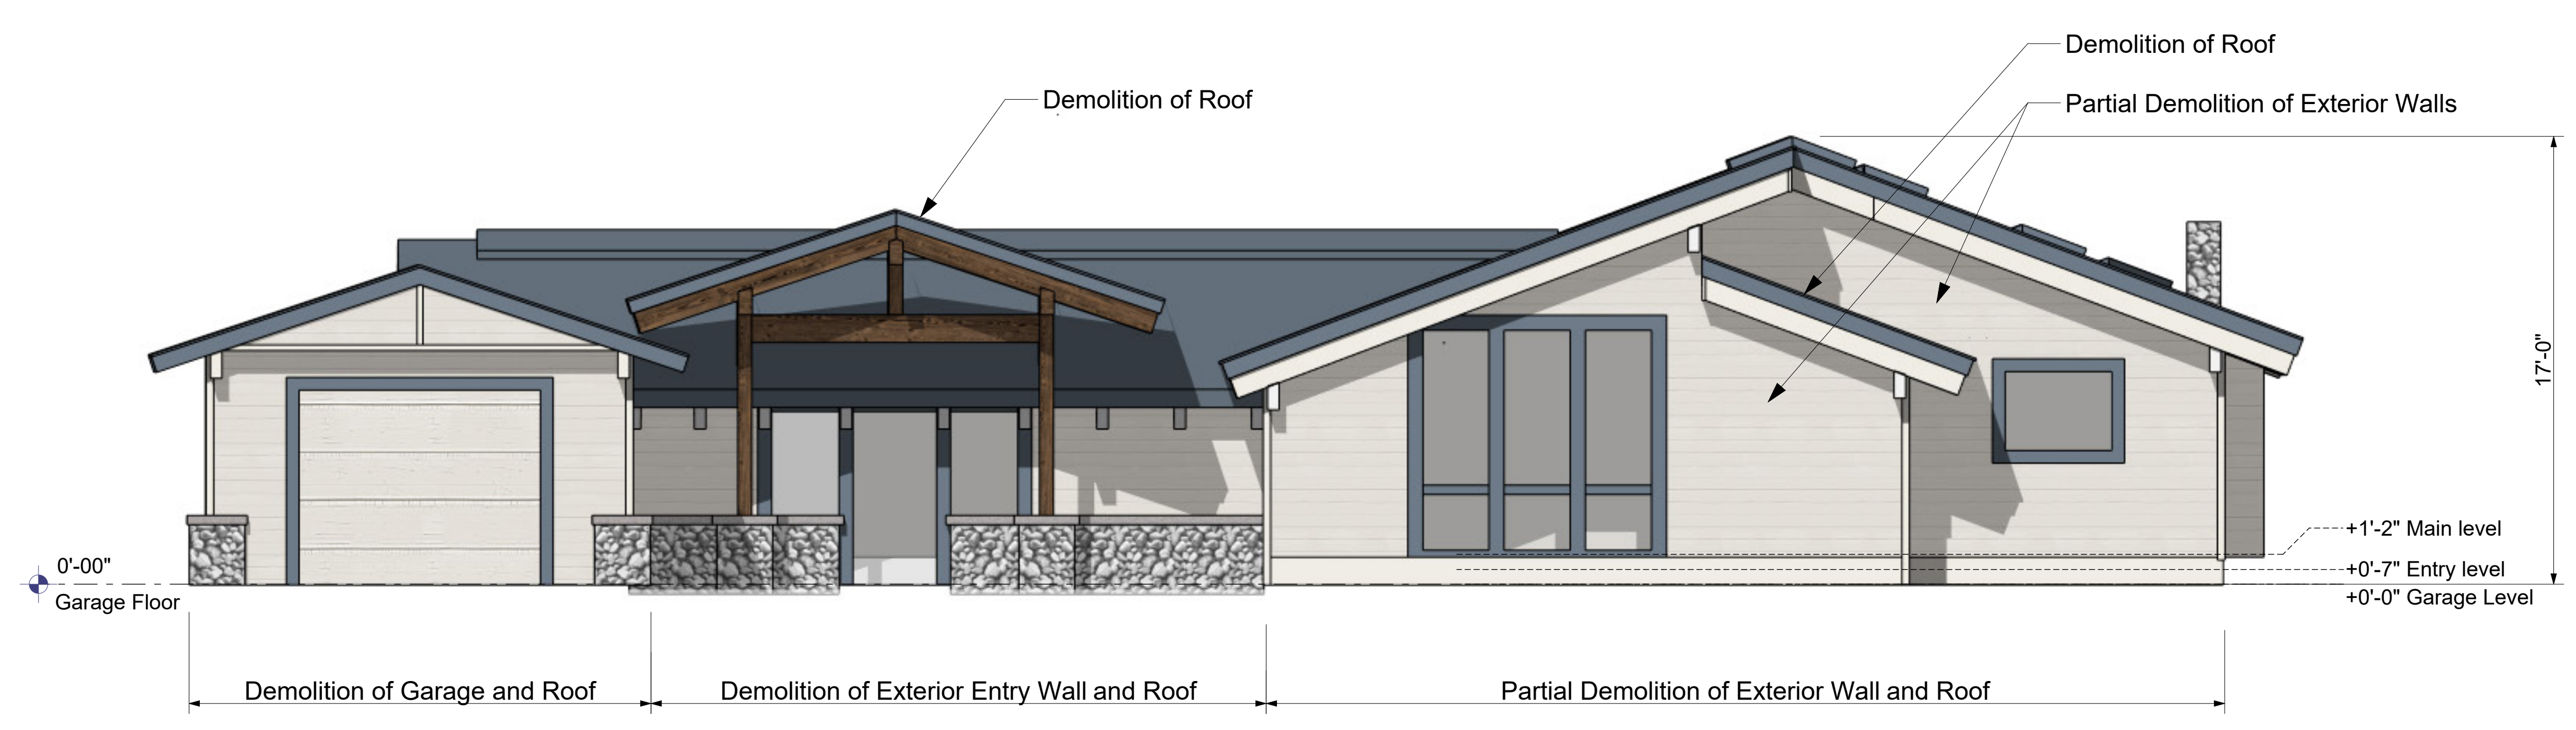 Demolition of Roof
Partial Demolition of Exterior Walls
Demolition of Roof
17'-0"
+1'-2" Main level
+0'-7" Entry level
+0'-0" Garage Level
0'-00"
Garage Floor
Demolition of Garage and Roof
Demolition of Exterior Entry Wall and Roof
Partial Demolition of Exterior Wall and Roof